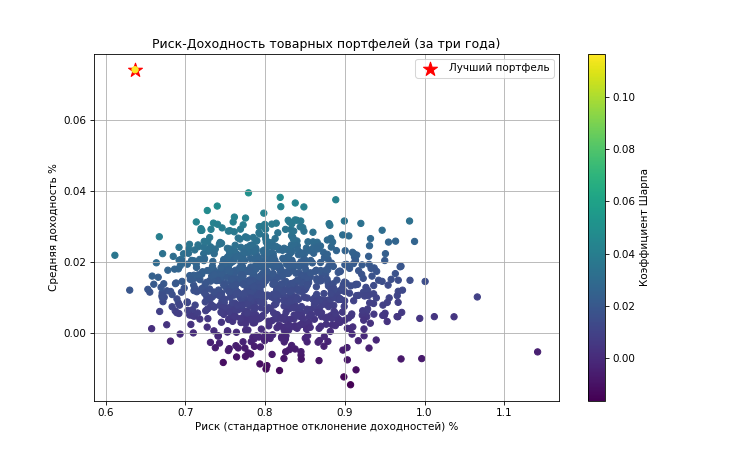 Риск-Доходность товарных портфелей (за три года)
Лучший портфель
Средняя доходность %
0.06
0.04
0.02
0.00
0.6 0.7 0.8 0.9 1.0 1.1
Риск (стандартное отклонение доходностей) %
0.10
0.08
0.06
0.04
0.02
0.00
Коэффициент Шарпа